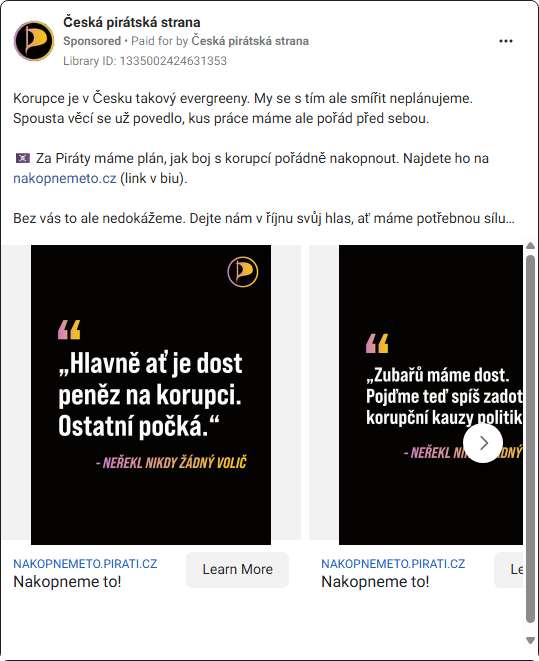 Česká pirátská strana
Sponsored • Paid for by Česká pirátská strana
Library ID: 1335002424631353
Korupce je v Česku takový evergreeny. My se s tím ale smířit neplánujeme.
Spousta věcí se už povedlo, kus práce máme ale pořád před sebou.
🏴‍☠️ Za Piráty máme plán, jak boj s korupcí pořádně nakopnout. Najdete ho na
nakopnemeto.cz (link v biu).
Bez vás to ale nedokážeme. Dejte nám v říjnu svůj hlas, ať máme potřebnou sílu…
„Hlavně ať je dost
peněz na korupci.
Ostatní počká.“
- NEŘEKL NIKDY ŽÁDNÝ VOLIČ
NAKOPNEMETO.PIRATI.CZ
Nakopneme to!
Learn More
„Zubařů máme dost.
Pojďme teď spíš zadot
korupční kauzy politik
- NEŘEKL
NAKOPNEMETO.PIRATI.CZ
Nakopneme to!
Le